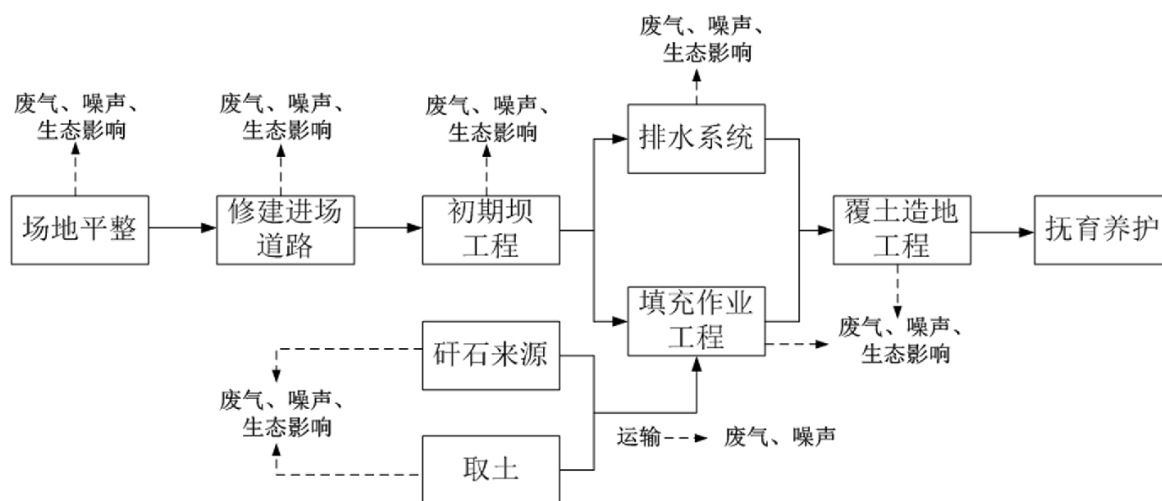 废气、噪声、
生态影响
废气、噪声、
生态影响
废气、噪声、
生态影响
废气、噪声、
生态影响
排水系统
场地平整
修建进场
道路
初期坝
工程
覆土造地
工程
抚育养护
填充作业
工程
废气、噪声、
生态影响
矸石来源
废气、噪声、
生态影响
运输
废气、噪声
取土